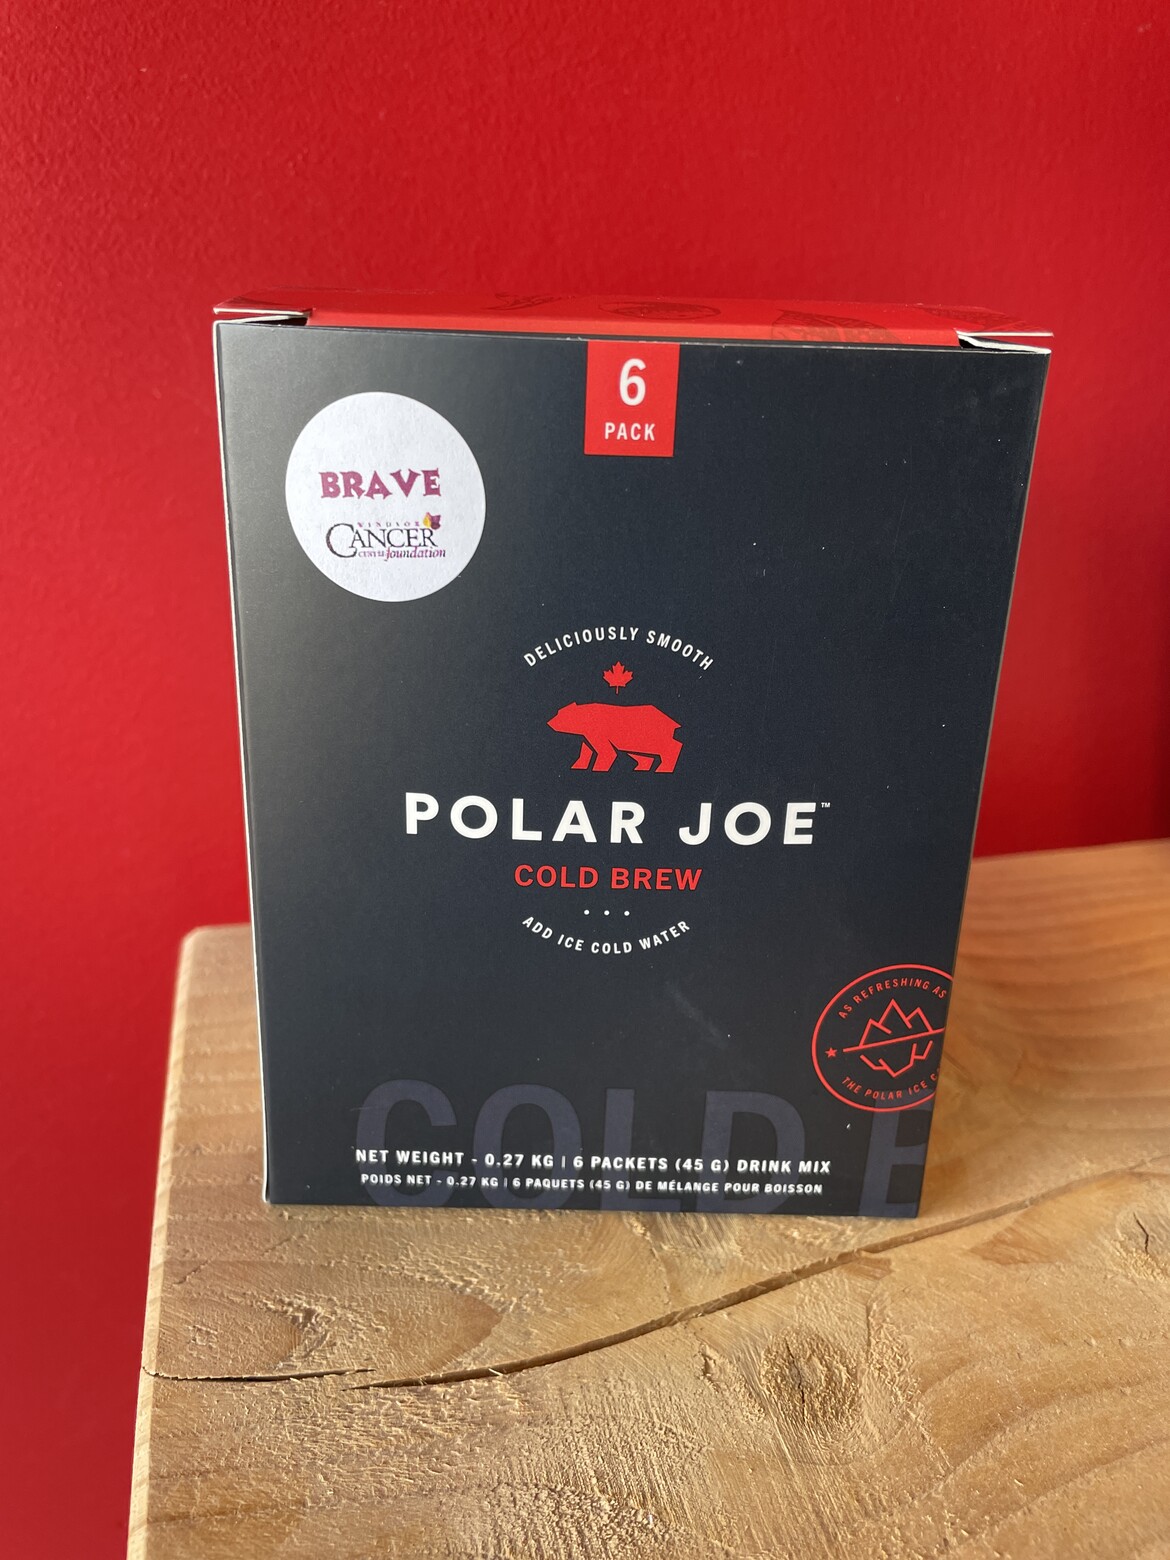 6
PACK
BRAVE
WINDSOR
CANCER
CENTRE foundation
DELICIOUSLY SMOOTH
POLAR JOE™
COLD BREW
ADD ICE COLD WATER
AS REFRESHING AS
THE POLAR ICE
COLD
NET WEIGHT - 0.27 KG | 6 PACKETS (45 G) DRINK MIX
POIDS NET - 0.27 KG | 6 PAQUETS (45 G) DE MÉLANGE POUR BOISSON